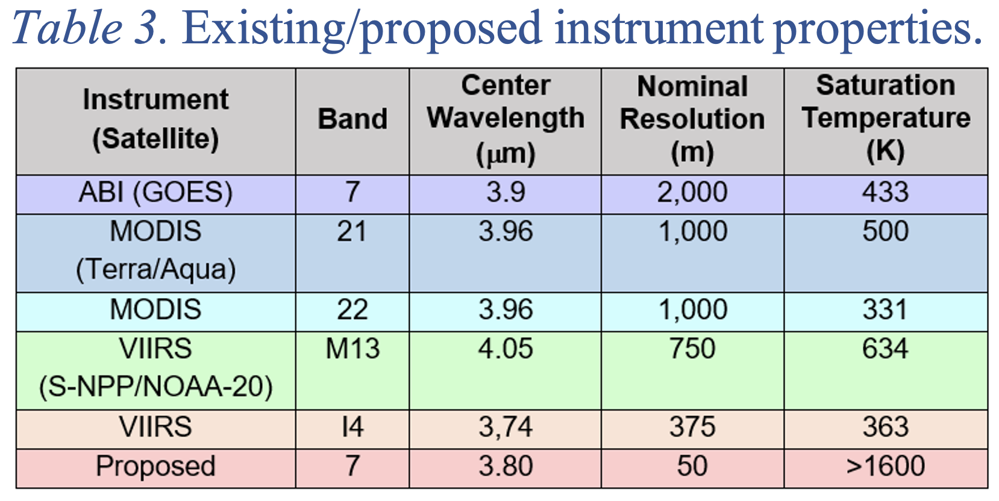 Table 3. Existing/proposed instrument properties.
Instrument (Satellite) Band Center Wavelength (μm) Nominal Resolution (m) Saturation Temperature (K)
ABI (GOES) 7 3.9 2,000 433
MODIS (Terra/Aqua) 21 3.96 1,000 500
MODIS 22 3.96 1,000 331
VIIRS (S-NPP/NOAA-20) M13 4.05 750 634
VIIRS I4 3,74 375 363
Proposed 7 3.80 50 >1600